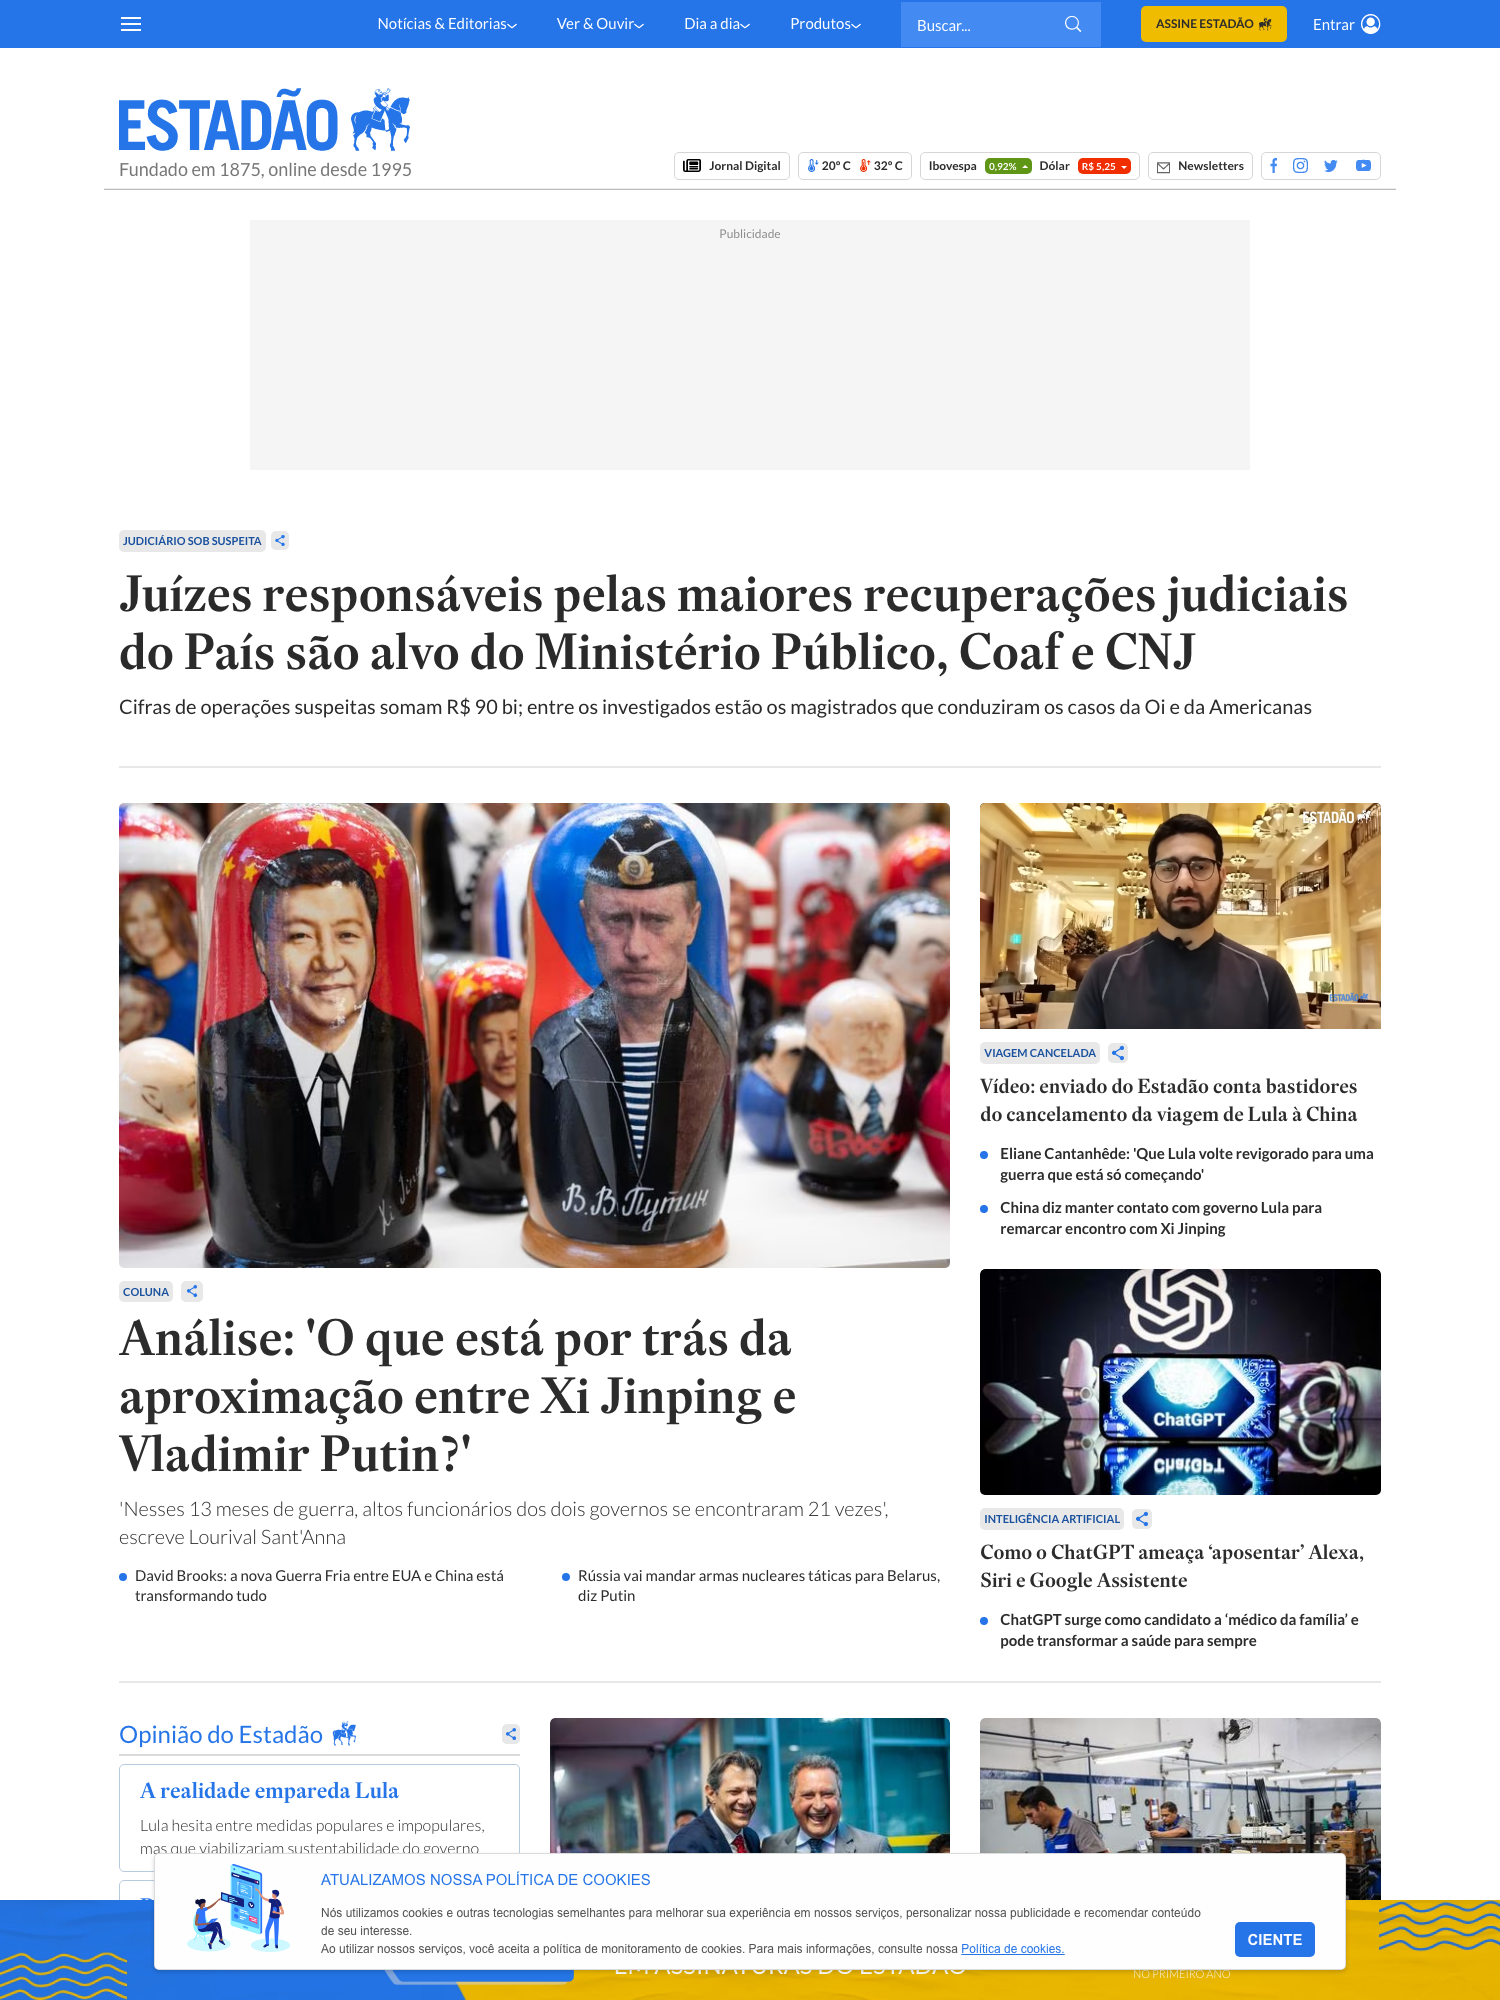 Notícias & Editorias
Ver & Ouvir
Dia a dia
Produtos
Buscar...
ASSINE ESTADÃO
Entrar
ESTADÃO
Fundado em 1875, online desde 1995
Jornal Digital
20º C 32º C
Ibovespa 0,92% Dólar R$ 5,25
Newsletters
Publicidade
JUDICIÁRIO SOB SUSPEITA
Juízes responsáveis pelas maiores recuperações judiciais
do País são alvo do Ministério Público, Coaf e CNJ
Cifras de operações suspeitas somam R$ 90 bi; entre os investigados estão os magistrados que conduziram os casos da Oi e da Americanas
В.В.Путин
COLUNA
Análise: 'O que está por trás da
aproximação entre Xi Jinping e
Vladimir Putin?'
'Nesses 13 meses de guerra, altos funcionários dos dois governos se encontraram 21 vezes',
escreve Lourival Sant'Anna
David Brooks: a nova Guerra Fria entre EUA e China está
transformando tudo
Rússia vai mandar armas nucleares táticas para Belarus,
diz Putin
ESTADÃO
ESTADÃO
VIAGEM CANCELADA
Vídeo: enviado do Estadão conta bastidores
do cancelamento da viagem de Lula à China
Eliane Cantanhêde: 'Que Lula volte revigorado para uma
guerra que está só começando'
China diz manter contato com governo Lula para
remarcar encontro com Xi Jinping
ChatGPT
INTELIGÊNCIA ARTIFICIAL
Como o ChatGPT ameaça ‘aposentar’ Alexa,
Siri e Google Assistente
ChatGPT surge como candidato a ‘médico da família’ e
pode transformar a saúde para sempre
Opinião do Estadão
A realidade empareda Lula
Lula hesita entre medidas populares e impopulares,
mas que viabilizariam sustentabilidade do governo
ATUALIZAMOS NOSSA POLÍTICA DE COOKIES
Nós utilizamos cookies e outras tecnologias semelhantes para melhorar sua experiência em nossos serviços, personalizar nossa publicidade e recomendar conteúdo
de seu interesse.
Ao utilizar nossos serviços, você aceita a política de monitoramento de cookies. Para mais informações, consulte nossa Política de cookies.
CIENTE
EM ASSINATURAS DO ESTADÃO
NO PRIMEIRO ANO